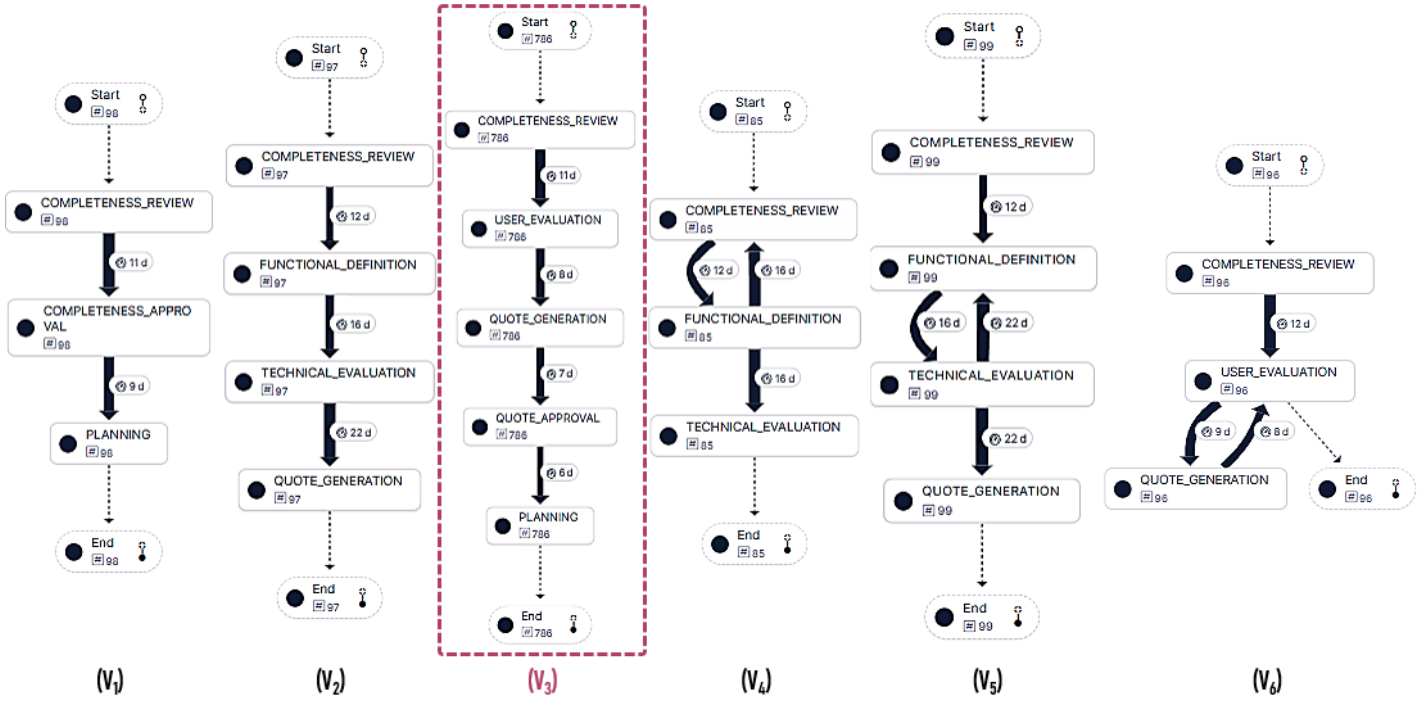 Start
# 98
COMPLETENESS_REVIEW
# 98
11 d
COMPLETENESS_APPRO
VAL
# 98
9 d
PLANNING
# 98
End
# 98
(V1)
Start
# 97
COMPLETENESS_REVIEW
# 97
12 d
FUNCTIONAL_DEFINITION
# 97
16 d
TECHNICAL_EVALUATION
# 97
22 d
QUOTE_GENERATION
# 97
End
# 97
(V2)
Start
# 786
COMPLETENESS_REVIEW
# 786
11 d
USER_EVALUATION
# 786
8 d
QUOTE_GENERATION
# 786
7 d
QUOTE_APPROVAL
# 786
6 d
PLANNING
# 786
End
# 786
(V3)
Start
# 85
COMPLETENESS_REVIEW
# 85
12 d
16 d
FUNCTIONAL_DEFINITION
# 85
16 d
TECHNICAL_EVALUATION
# 85
End
# 85
(V4)
Start
# 99
COMPLETENESS_REVIEW
# 99
12 d
FUNCTIONAL_DEFINITION
# 99
16 d
22 d
TECHNICAL_EVALUATION
# 99
22 d
QUOTE_GENERATION
# 99
End
# 99
(V5)
Start
# 96
COMPLETENESS_REVIEW
# 96
12 d
USER_EVALUATION
# 96
9 d
8 d
QUOTE_GENERATION
# 96
End
# 96
(V6)